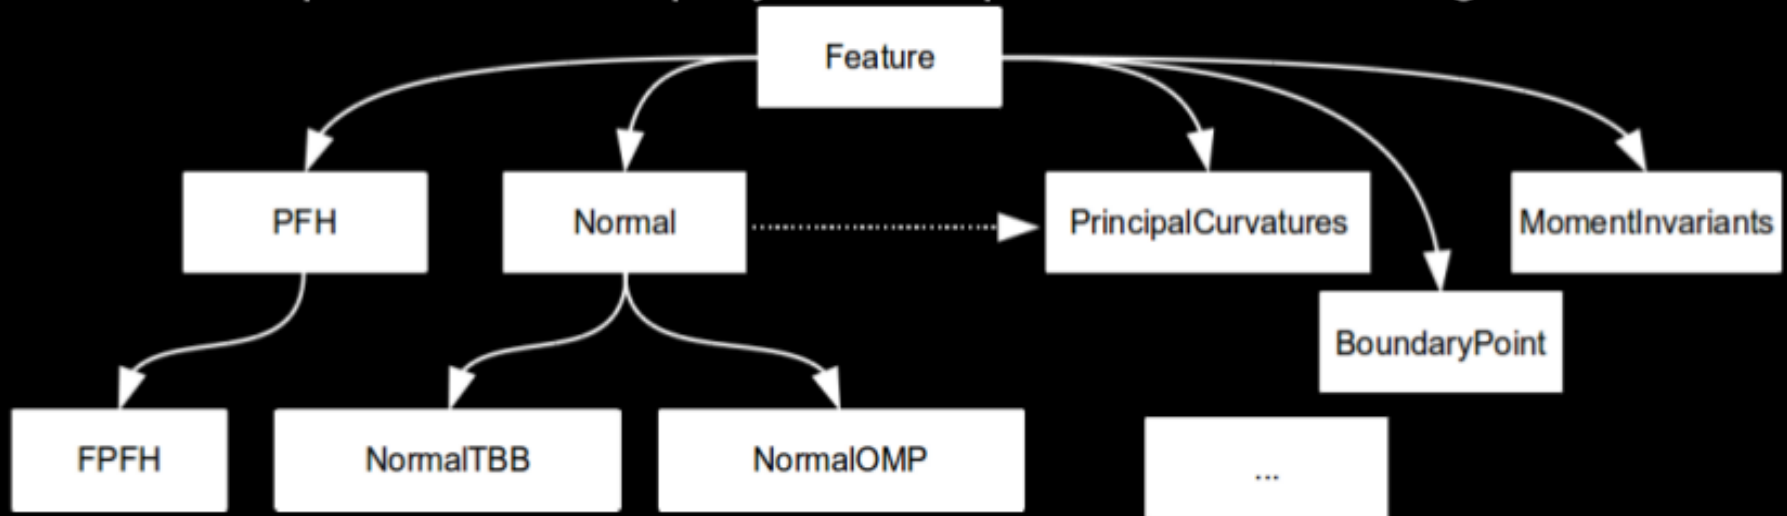 Feature
PFH
Normal
PrincipalCurvatures
MomentInvariants
BoundaryPoint
FPFH
NormalTBB
NormalOMP
...